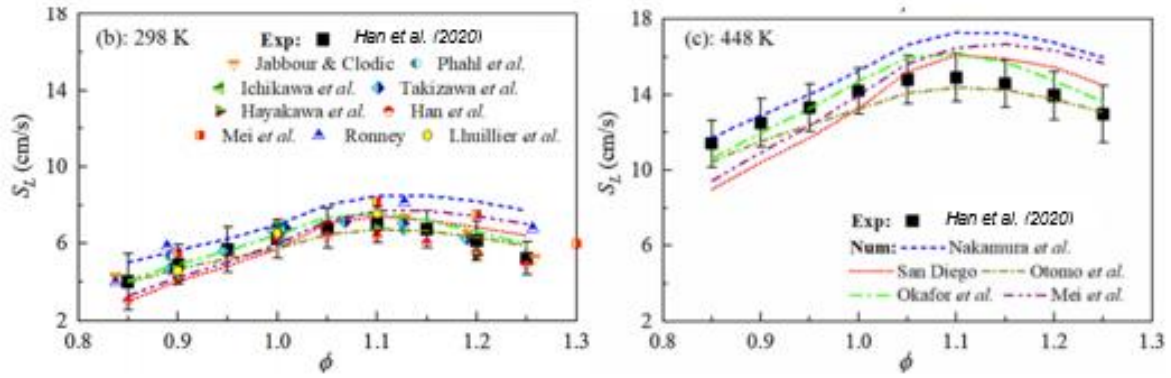 18
14
10
6
2
S_L (cm/s)
(b): 298 K
Exp: Han et al. (2020)
Jabbour & Clodic Phahl et al.
Ichikawa et al. Takizawa et al.
Hayakawa et al. Han et al.
Mei et al. Ronney Lhuillier et al.
0.8 0.9 1.0 1.1 1.2 1.3
ϕ
18
14
10
6
2
S_L (cm/s)
(c): 448 K
Exp: Han et al. (2020)
Num: Nakamura et al.
San Diego Otomo et al.
Okafor et al. Mei et al.
0.8 0.9 1.0 1.1 1.2 1.3
ϕ